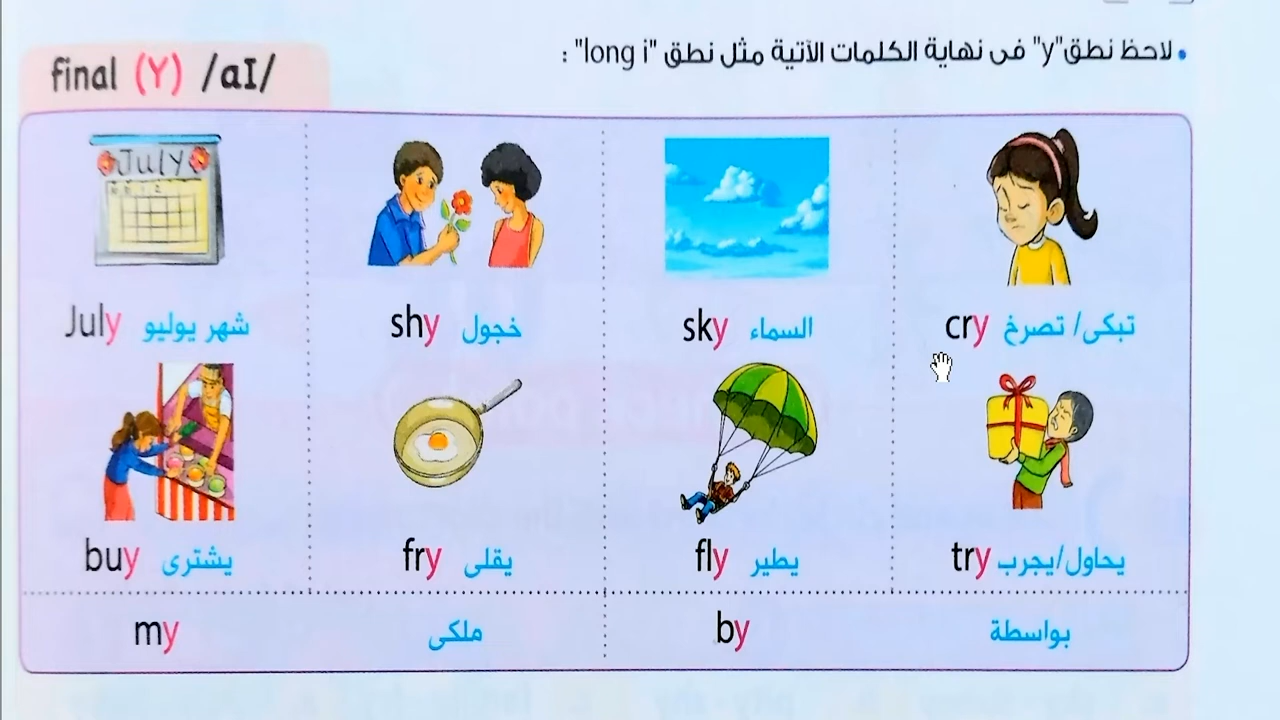 • لاحظ نطق "y" فى نهاية الكلمات الآتية مثل نطق "long i" :
final (Y) /aI/
July
July شهر يوليو
shy خجول
sky السماء
cry تبكى/ تصرخ
buy يشترى
fry يقلى
fly يطير
try يحاول/يجرب
my ملكى
by بواسطة